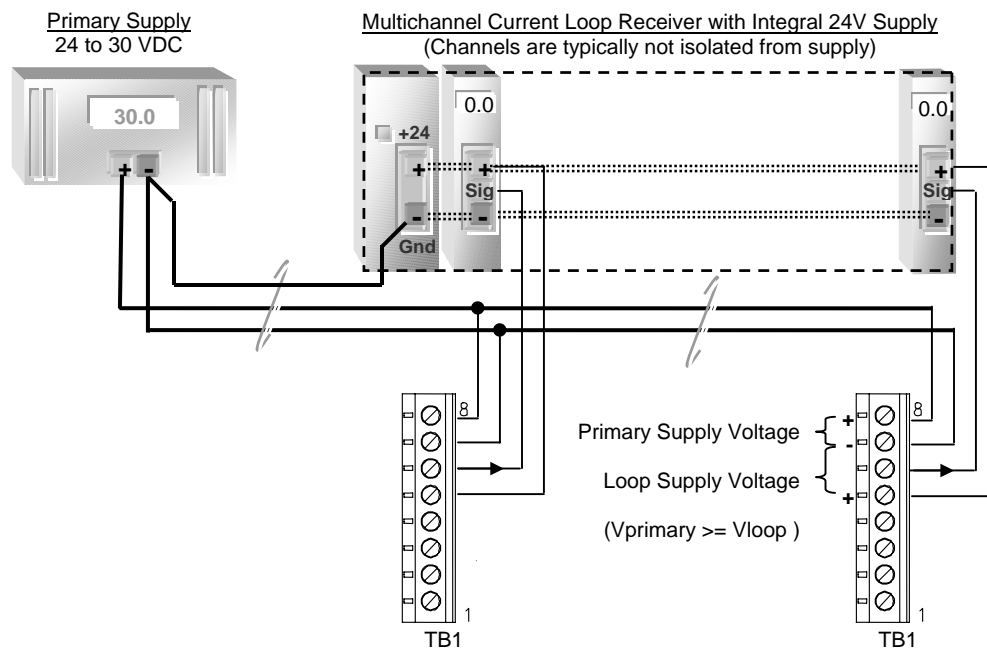 Primary Supply
24 to 30 VDC
Multichannel Current Loop Receiver with Integral 24V Supply
(Channels are typically not isolated from supply)
30.0
+ -
+24
+
-
Gnd
0.0
+
Sig
-
0.0
+
Sig
-
8
1
TB1
Primary Supply Voltage
+
-
Loop Supply Voltage
+
(Vprimary >= Vloop )
8
1
TB1